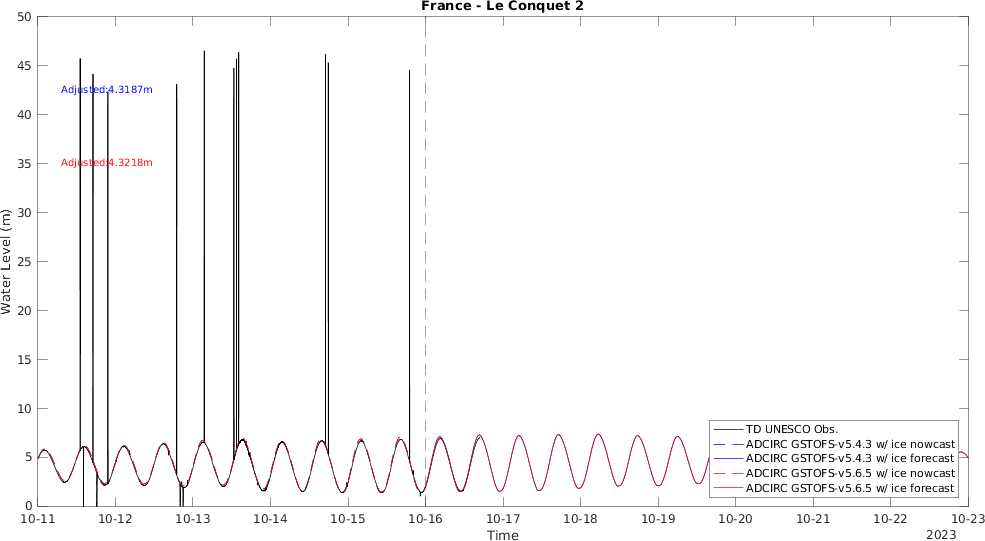 France - Le Conquet 2
50
45
40
35
30
25
20
15
10
5
0
Water Level (m)
Adjusted:4.3187m
Adjusted:4.3218m
TD UNESCO Obs.
ADCIRC GSTOFS-v5.4.3 w/ ice nowcast
ADCIRC GSTOFS-v5.4.3 w/ ice forecast
ADCIRC GSTOFS-v5.6.5 w/ ice nowcast
ADCIRC GSTOFS-v5.6.5 w/ ice forecast
10-11 10-12 10-13 10-14 10-15 10-16 10-17 10-18 10-19 10-20 10-21 10-22 10-23
Time
2023